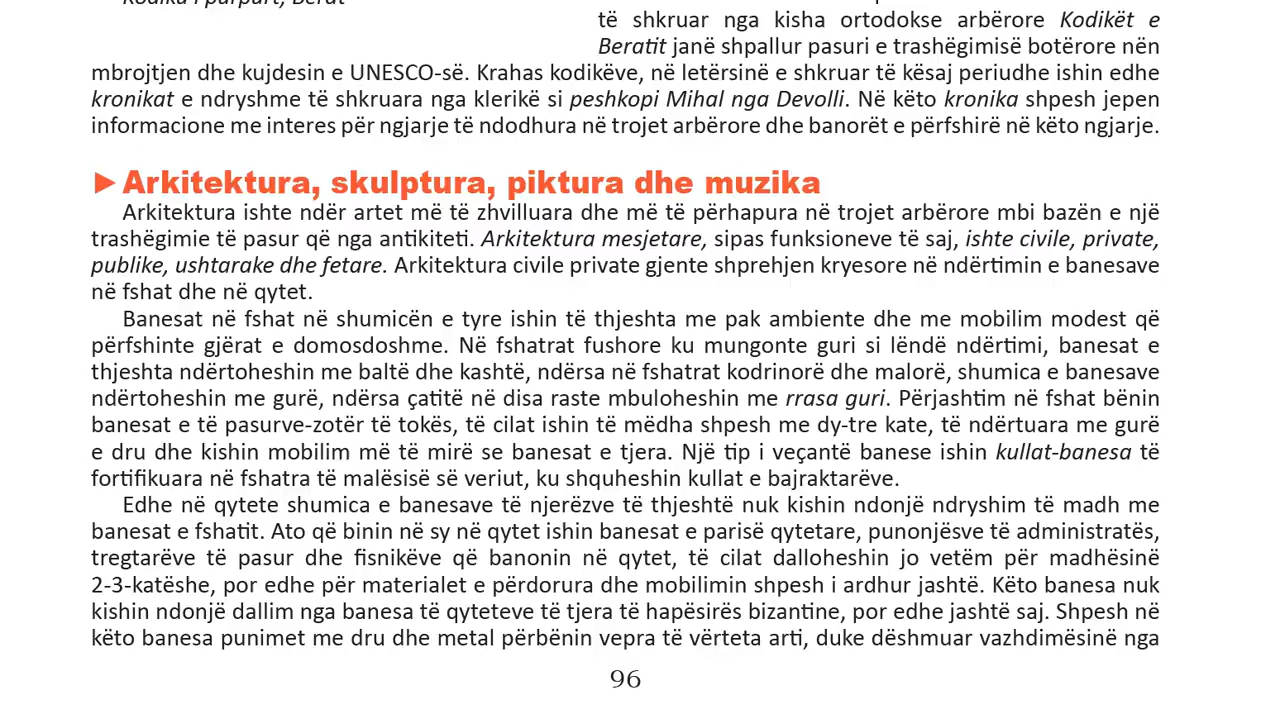 Kodika i purpurt, Berat
të shkruar nga kisha ortodokse arbërore Kodikët e
Beratit janë shpallur pasuri e trashëgimisë botërore nën
mbrojtjen dhe kujdesin e UNESCO-së. Krahas kodikëve, në letërsinë e shkruar të kësaj periudhe ishin edhe
kronikat e ndryshme të shkruara nga klerikë si peshkopi Mihal nga Devolli. Në këto kronika shpesh jepen
informacione me interes për ngjarje të ndodhura në trojet arbërore dhe banorët e përfshirë në këto ngjarje.
►Arkitektura, skulptura, piktura dhe muzika
Arkitektura ishte ndër artet më të zhvilluara dhe më të përhapura në trojet arbërore mbi bazën e një
trashëgimie të pasur që nga antikiteti. Arkitektura mesjetare, sipas funksioneve të saj, ishte civile, private,
publike, ushtarake dhe fetare. Arkitektura civile private gjente shprehjen kryesore në ndërtimin e banesave
në fshat dhe në qytet.
Banesat në fshat në shumicën e tyre ishin të thjeshta me pak ambiente dhe me mobilim modest që
përfshinte gjërat e domosdoshme. Në fshatrat fushore ku mungonte guri si lëndë ndërtimi, banesat e
thjeshta ndërtoheshin me baltë dhe kashtë, ndërsa në fshatrat kodrinorë dhe malorë, shumica e banesave
ndërtoheshin me gurë, ndërsa çatitë në disa raste mbuloheshin me rrasa guri. Përjashtim në fshat bënin
banesat e të pasurve-zotër të tokës, të cilat ishin të mëdha shpesh me dy-tre kate, të ndërtuara me gurë
e dru dhe kishin mobilim më të mirë se banesat e tjera. Një tip i veçantë banese ishin kullat-banesa të
fortifikuara në fshatra të malësisë së veriut, ku shquheshin kullat e bajraktarëve.
Edhe në qytete shumica e banesave të njerëzve të thjeshtë nuk kishin ndonjë ndryshim të madh me
banesat e fshatit. Ato që binin në sy në qytet ishin banesat e parisë qytetare, punonjësve të administratës,
tregtarëve të pasur dhe fisnikëve që banonin në qytet, të cilat dalloheshin jo vetëm për madhësinë
2-3-katëshe, por edhe për materialet e përdorura dhe mobilimin shpesh i ardhur jashtë. Këto banesa nuk
kishin ndonjë dallim nga banesa të qyteteve të tjera të hapësirës bizantine, por edhe jashtë saj. Shpesh në
këto banesa punimet me dru dhe metal përbënin vepra të vërteta arti, duke dëshmuar vazhdimësinë nga
96